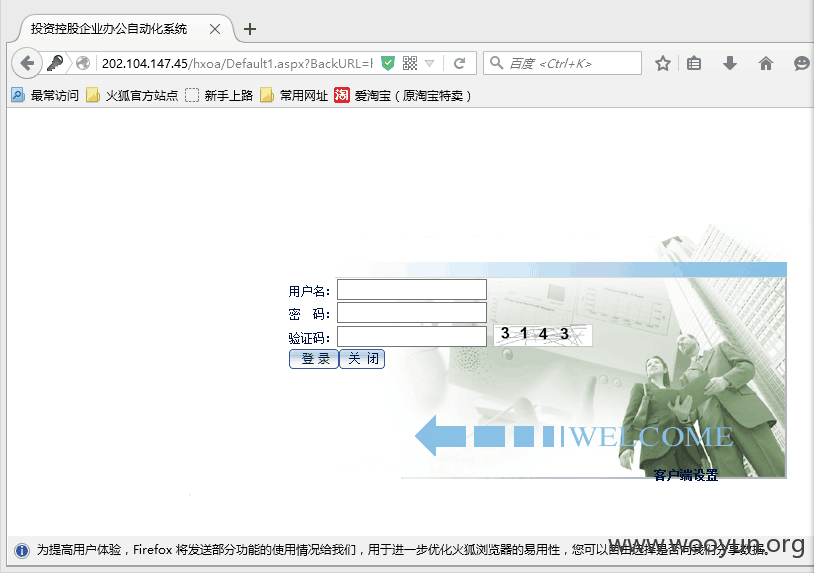 投资控股企业办公自动化系统
202.104.147.45/hxoa/Default1.aspx?BackURL=h
百度 <Ctrl+K>
最常访问 火狐官方站点 新手上路 常用网址 淘 爱淘宝（原淘宝特卖）
用户名：
密 码：
验证码： 3 1 4 3
登 录 关 闭
WELCOME
客户端设置
为提高用户体验，Firefox 将发送部分功能的使用情况给我们，用于进一步优化火狐浏览器的易用性，您可以自由选择是否向我们分享数据。
www.wooyun.org